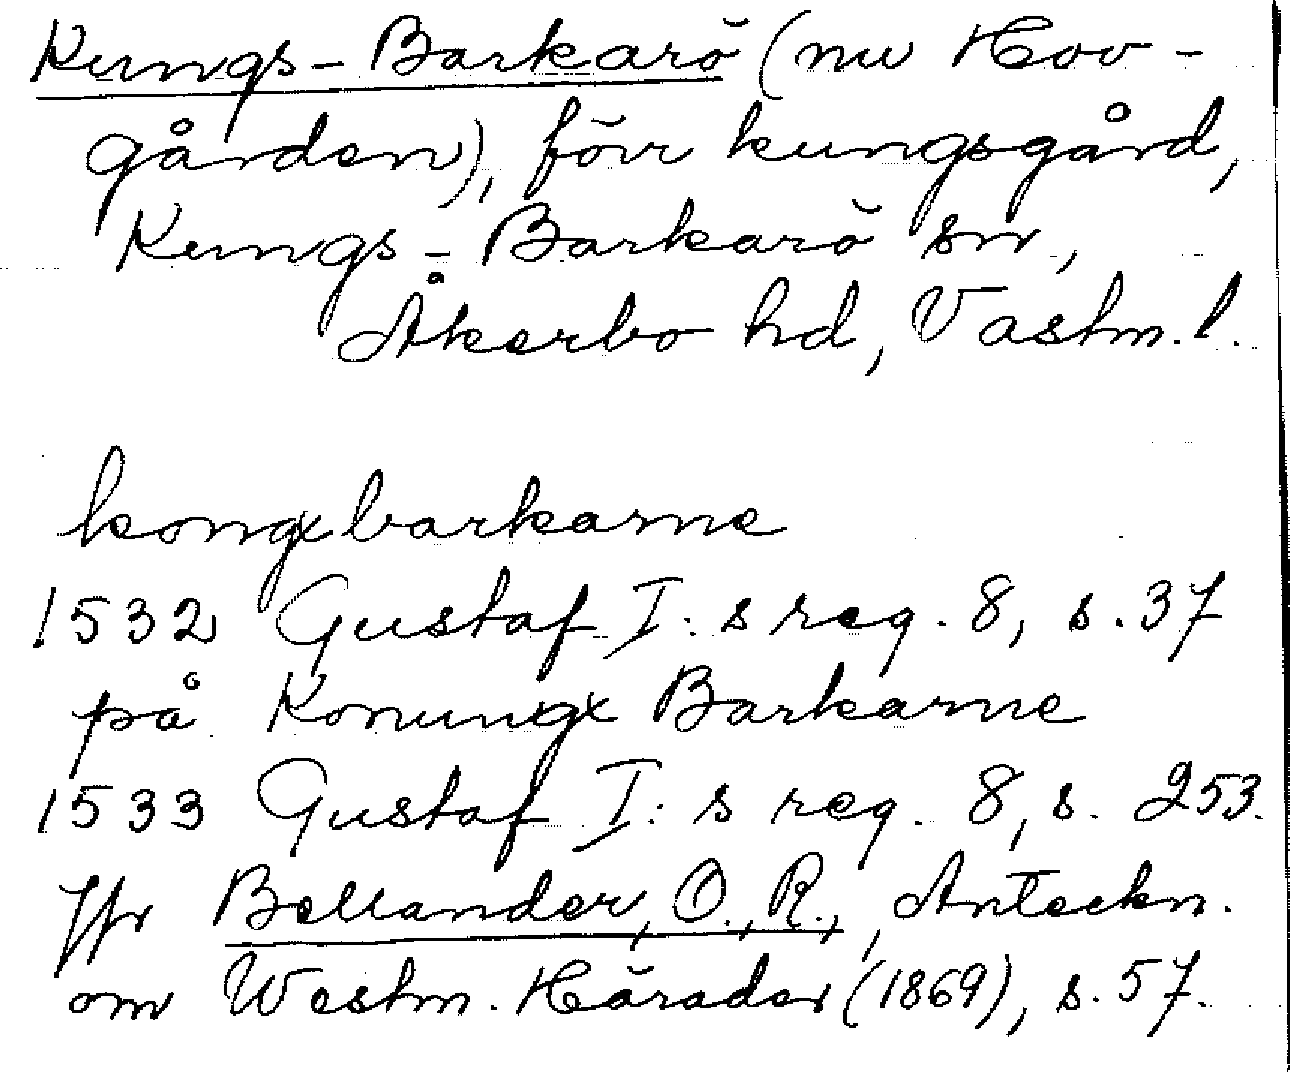 Kungs-Barkarö (nu Hov-
gården), förr kungsgård,
Kungs-Barkarö sn,
Åkerbo hd, Västm. l.
kongxbarkarne
1532 Gustaf I:s reg. 8, s. 37
på Konungx Barkarne
1533 Gustaf I:s reg. 8, s. 253.
Jfr Bellander, O., R., Anteckn.
om Westm. Härader (1869), s. 57.